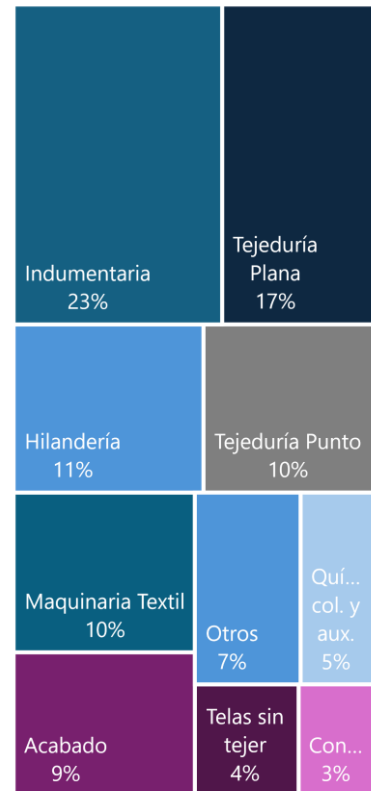 Indumentaria
23%
Tejeduría
Plana
17%
Hilandería
11%
Tejeduría Punto
10%
Maquinaria Textil
10%
Otros
7%
Quí...
col. y
aux.
5%
Acabado
9%
Telas sin
tejer
4%
Con...
3%